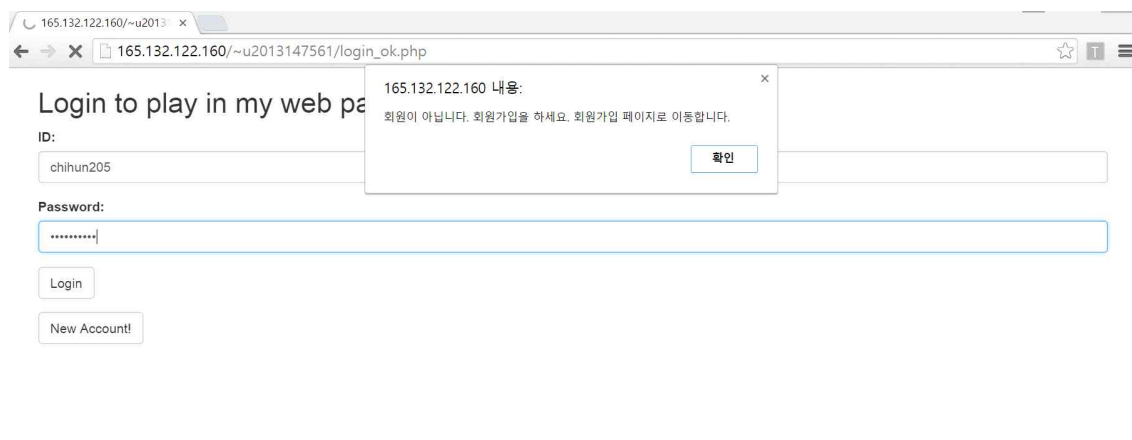 165.132.122.160/~u2013
165.132.122.160/~u2013147561/login_ok.php
T
165.132.122.160 내용:
회원이 아닙니다. 회원가입을 하세요. 회원가입 페이지로 이동합니다.
확인
Login to play in my web pa
ID:
chihun205
Password:
••••••••••
Login
New Account!